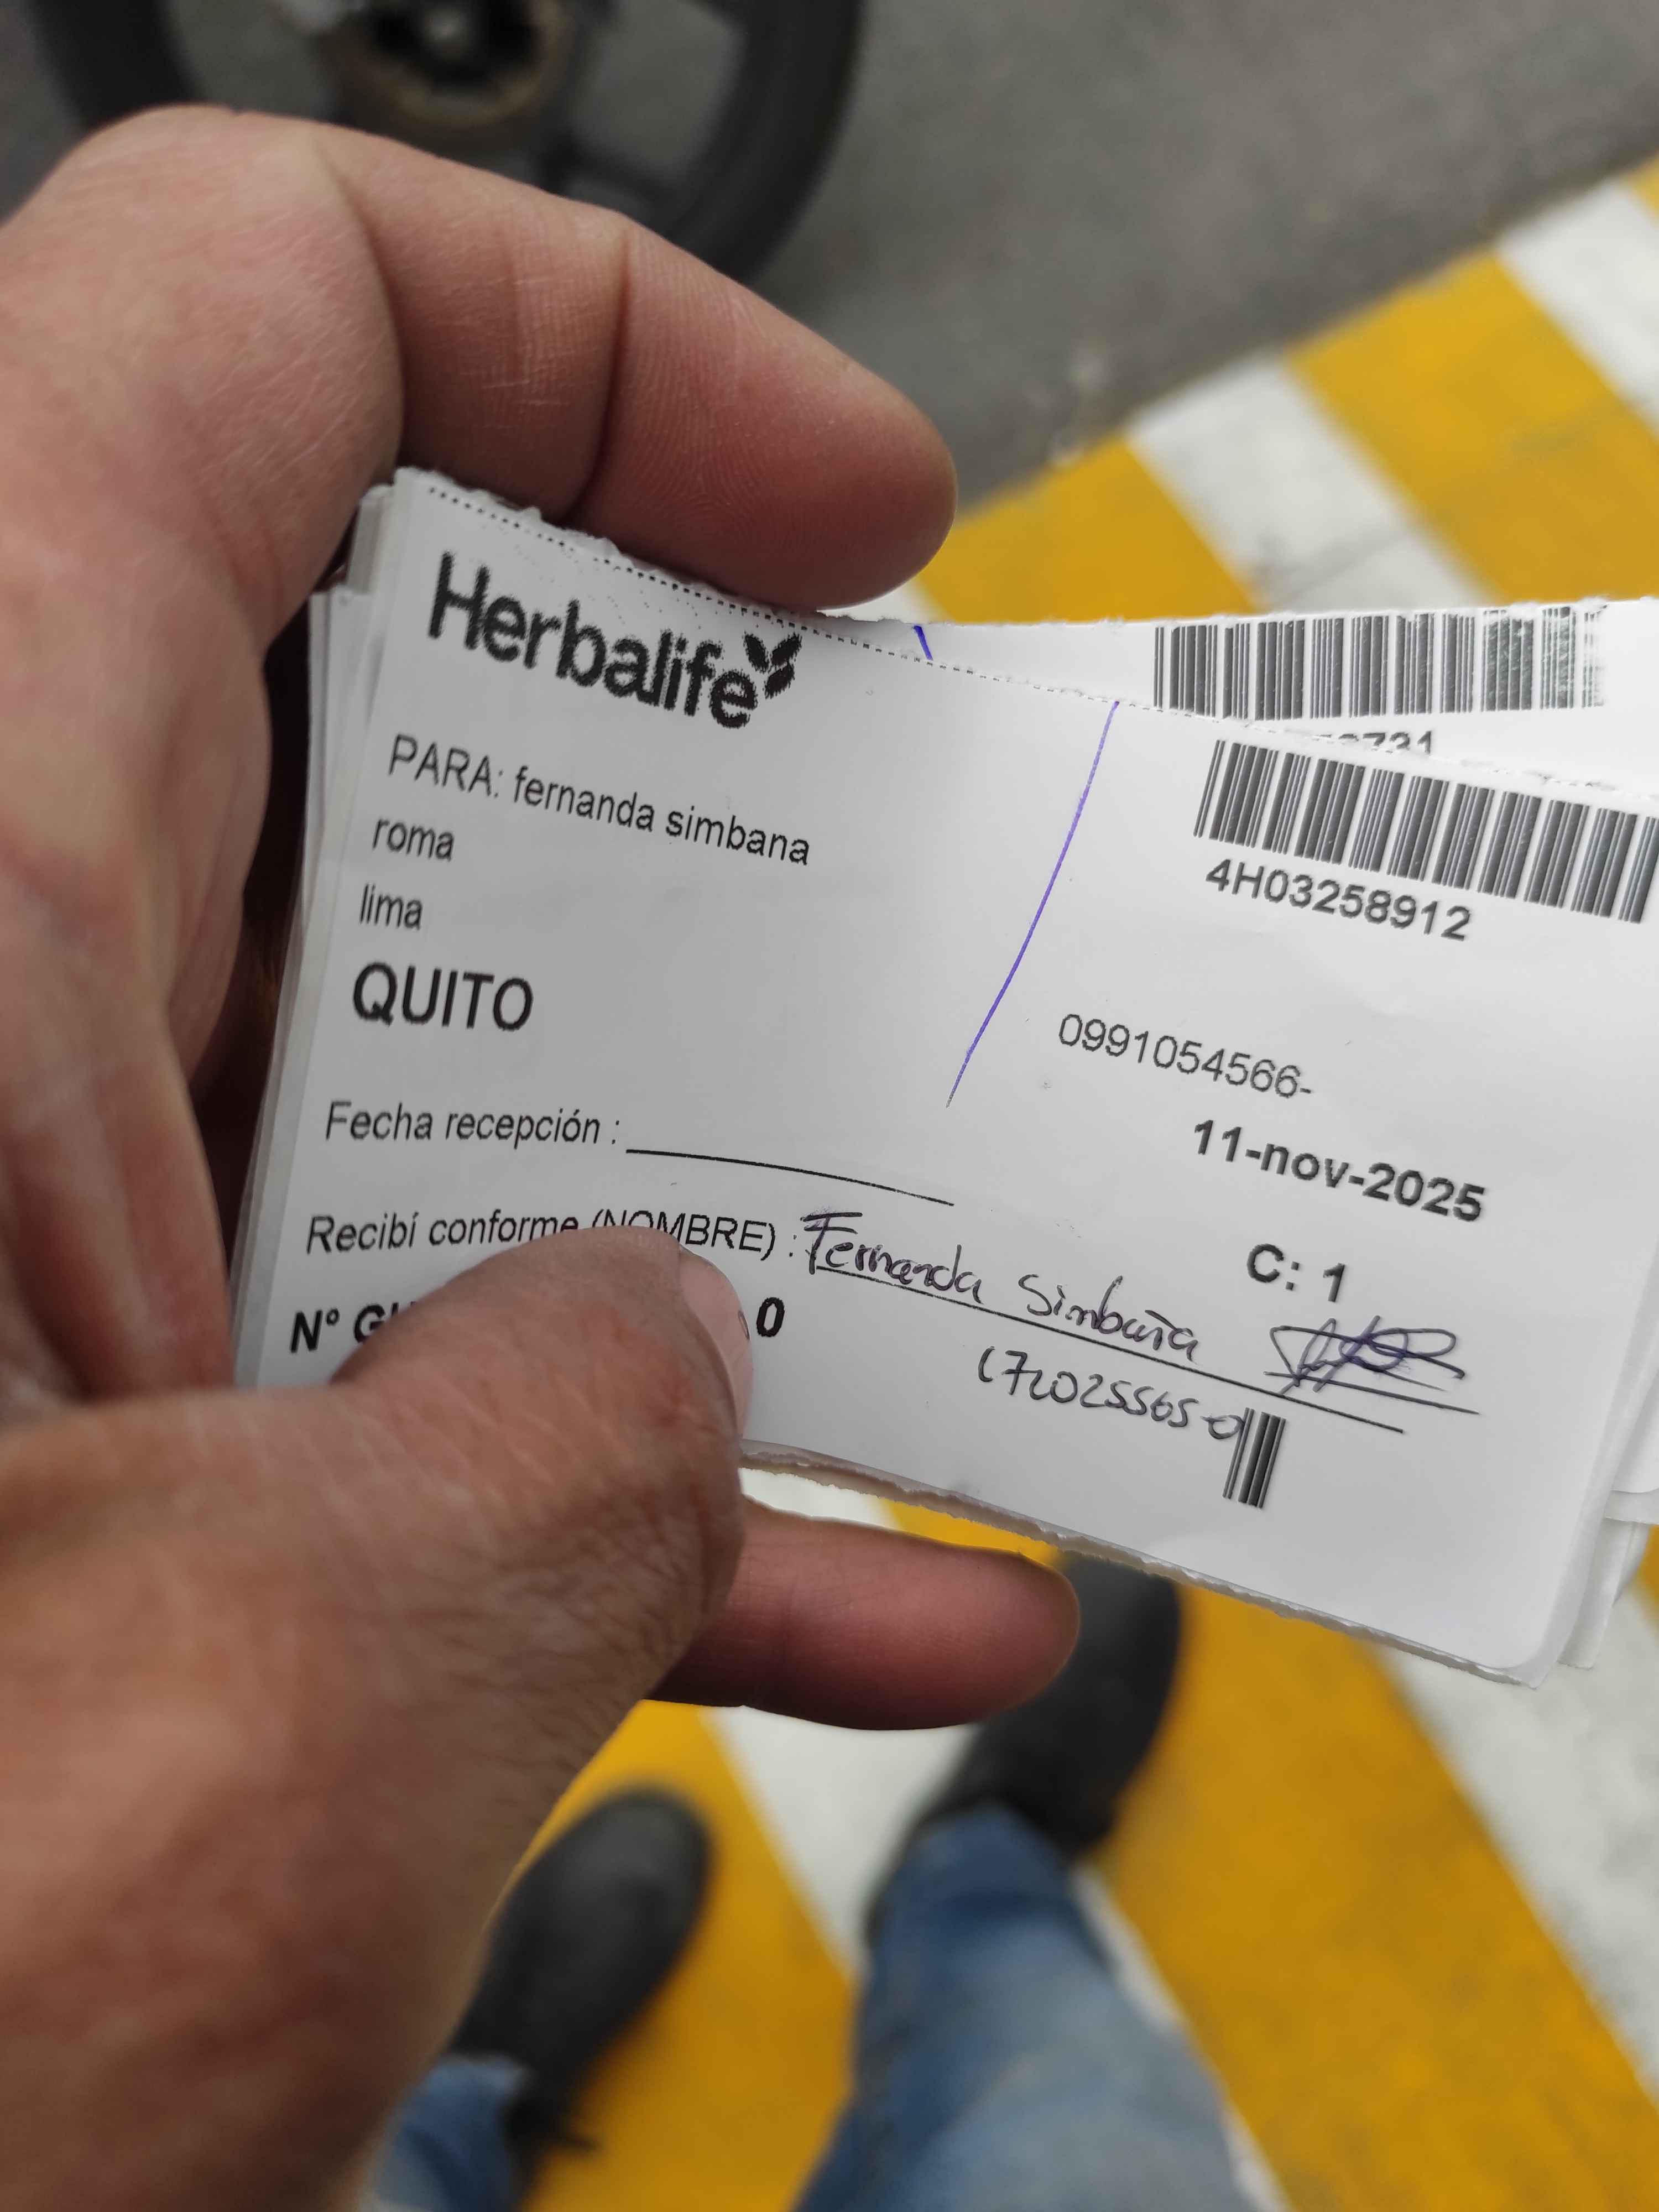 Herbalife
PARA: fernanda simbana
roma
lima
QUITO
Fecha recepción :
Recibí conforme (NOMBRE) : Fernanda Simbaña
N°
0
731
4H03258912
0991054566-
11-nov-2025
C: 1